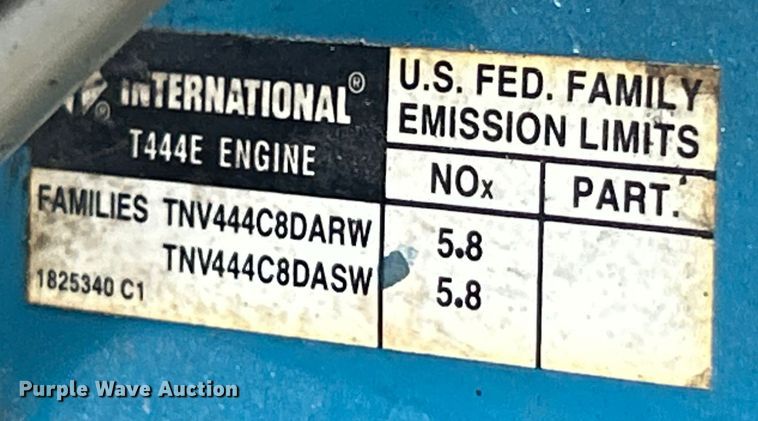 INTERNATIONAL®
T444E ENGINE
U.S. FED. FAMILY
EMISSION LIMITS
NOx PART.
FAMILIES TNV444C8DARW 5.8
TNV444C8DASW 5.8
1825340 C1
Purple Wave Auction